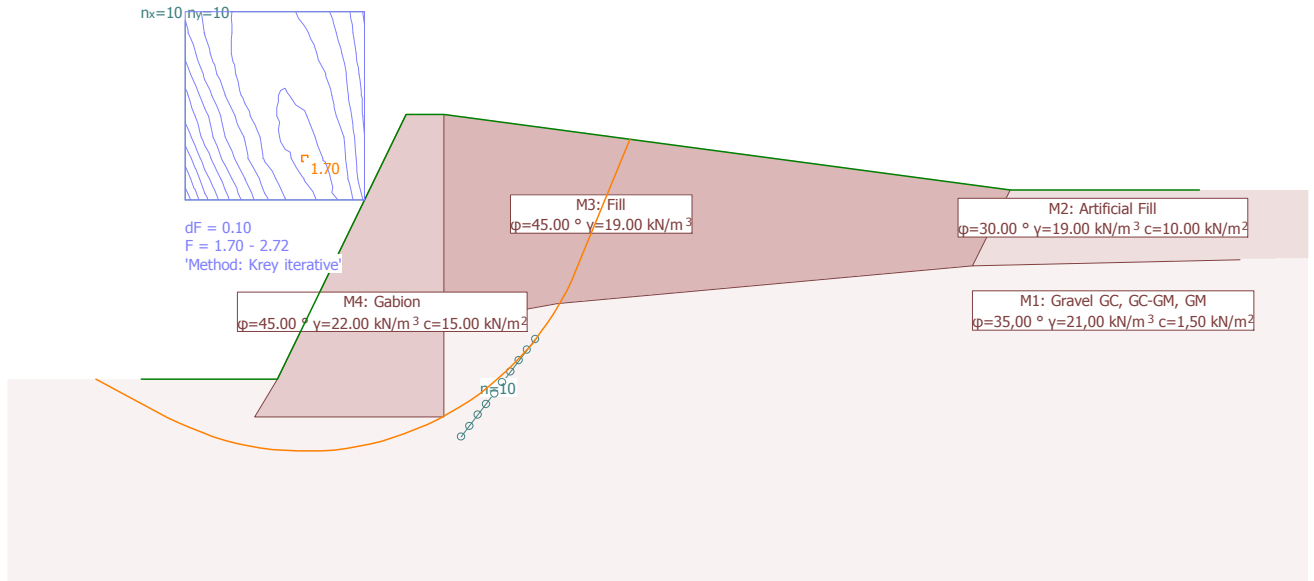 nx=10 ny=10
1.70
dF = 0.10
F = 1.70 - 2.72
'Method: Krey iterative'
M3: Fill
φ=45.00 ° γ=19.00 kN/m³
M2: Artificial Fill
φ=30.00 ° γ=19.00 kN/m³ c=10.00 kN/m²
M4: Gabion
φ=45.00 ° γ=22.00 kN/m³ c=15.00 kN/m²
M1: Gravel GC, GC-GM, GM
φ=35,00 ° γ=21,00 kN/m³ c=1,50 kN/m²
n=10